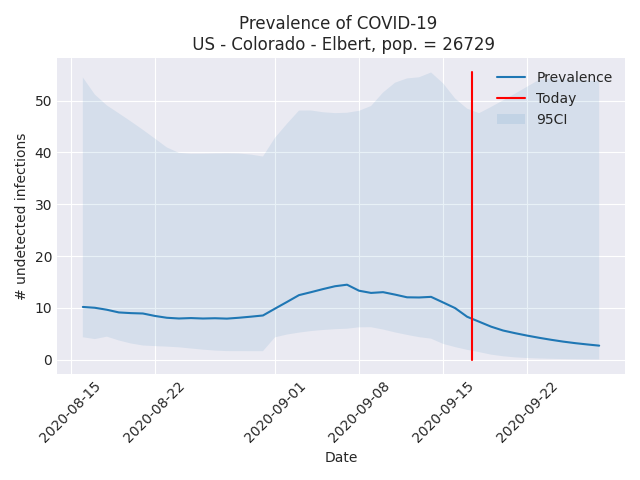 Prevalence of COVID-19
US - Colorado - Elbert, pop. = 26729
Prevalence
Today
95CI
# undetected infections
50
40
30
20
10
0
2020-08-15
2020-08-22
2020-09-01
2020-09-08
2020-09-15
2020-09-22
Date